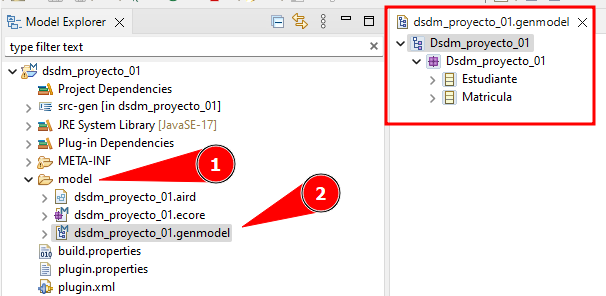 Model Explorer
type filter text
dsdm_proyecto_01
Project Dependencies
src-gen [in dsdm_proyecto_01]
JRE System Library [JavaSE-17]
Plug-in Dependencies
META-INF
model
1
dsdm_proyecto_01.aird
2
dsdm_proyecto_01.ecore
dsdm_proyecto_01.genmodel
build.properties
plugin.properties
plugin.xml
dsdm_proyecto_01.genmodel
Dsdm_proyecto_01
Dsdm_proyecto_01
Estudiante
Matricula